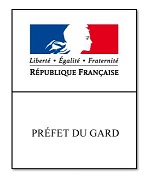 Liberté • Égalité • Fraternité
RÉPUBLIQUE FRANÇAISE
PRÉFET DU GARD